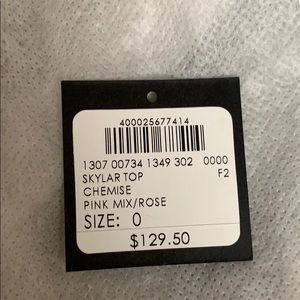 400025677414
1307 00734 1349 302 0000
SKYLAR TOP F2
CHEMISE
PINK MIX/ROSE
SIZE: 0
$129.50